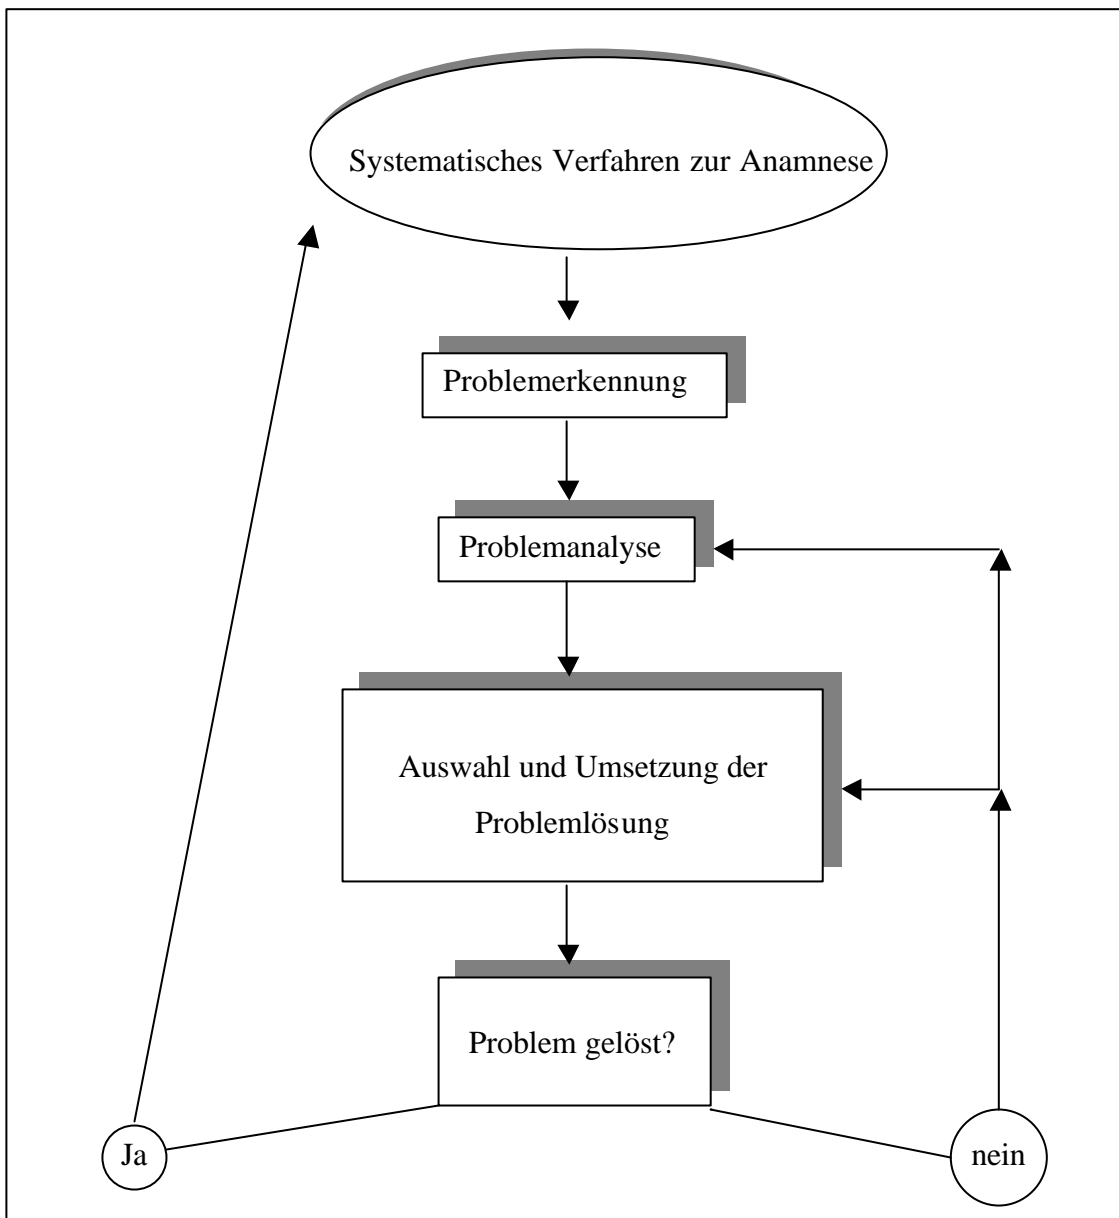 Systematisches Verfahren zur Anamnese
Problemerkennung
Problemanalyse
Auswahl und Umsetzung der
Problemlösung
Problem gelöst?
Ja
nein